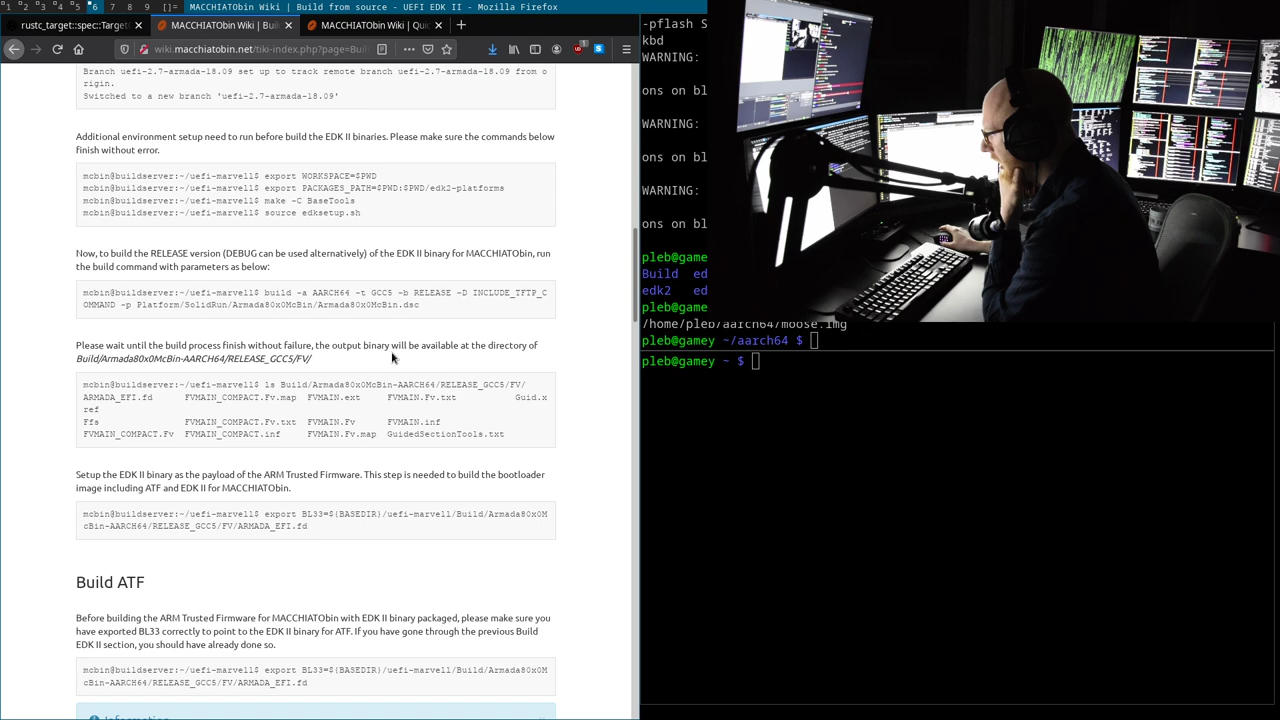 1 2 3 4 5 6 7 8 9 []= MACCHIATObin Wiki | Build from source - UEFI EDK II - Mozilla Firefox
rustc_target::spec::Target
MACCHIATObin Wiki | Buil
MACCHIATObin Wiki | Quic
wiki.macchiatobin.net/tiki-index.php?page=Bu
Branch uefi-2.7-armada-18.09 set up to track remote branch uefi-2.7-armada-18.09 from o
rigin.
Switched to a new branch 'uefi-2.7-armada-18.09'
Additional environment setup need to run before build the EDK II binaries. Please make sure the commands below
finish without error.
mcbin@buildserver:~/uefi-marvell$ export WORKSPACE=$PWD
mcbin@buildserver:~/uefi-marvell$ export PACKAGES_PATH=$PWD:$PWD/edk2-platforms
mcbin@buildserver:~/uefi-marvell$ make -C BaseTools
mcbin@buildserver:~/uefi-marvell$ source edksetup.sh
Now, to build the RELEASE version (DEBUG can be used alternatively) of the EDK II binary for MACCHIATObin, run
the build command with parameters as below:
mcbin@buildserver:~/uefi-marvell$ build -a AARCH64 -t GCC5 -b RELEASE -D INCLUDE_TFTP_C
OMMAND -p Platform/SolidRun/Armada80x0McBin/Armada80x0McBin.dsc
Please wait until the build process finish without failure, the output binary will be available at the directory of
Build/Armada80x0McBin-AARCH64/RELEASE_GCC5/FV/
mcbin@buildserver:~/uefi-marvell$ ls Build/Armada80x0McBin-AARCH64/RELEASE_GCC5/FV/
ARMADA_EFI.fd FVMAIN_COMPACT.Fv.map FVMAIN.ext FVMAIN.Fv.txt Guid.x
ref
Ffs FVMAIN_COMPACT.Fv.txt FVMAIN.Fv FVMAIN.inf
FVMAIN_COMPACT.Fv FVMAIN_COMPACT.inf FVMAIN.Fv.map GuidedSectionTools.txt
Setup the EDK II binary as the payload of the ARM Trusted Firmware. This step is needed to build the bootloader
image including ATF and EDK II for MACCHIATObin.
mcbin@buildserver:~/uefi-marvell$ export BL33=${BASEDIR}/uefi-marvell/Build/Armada80x0M
cBin-AARCH64/RELEASE_GCC5/FV/ARMADA_EFI.fd
Build ATF
Before building the ARM Trusted Firmware for MACCHIATObin with EDK II binary packaged, please make sure you
have exported BL33 correctly to point to the EDK II binary for ATF. If you have gone through the previous Build
EDK II section, you should have already done so.
mcbin@buildserver:~/uefi-marvell$ export BL33=${BASEDIR}/uefi-marvell/Build/Armada80x0M
cBin-AARCH64/RELEASE_GCC5/FV/ARMADA_EFI.fd
Information
-pflash S
kbd
WARNING:
ons on bl
WARNING:
ons on bl
WARNING:
ons on bl
pleb@game
Build ed
edk2 ed
pleb@game
/home/pleb/aarch64/moose.img
pleb@gamey ~/aarch64 $
pleb@gamey ~ $